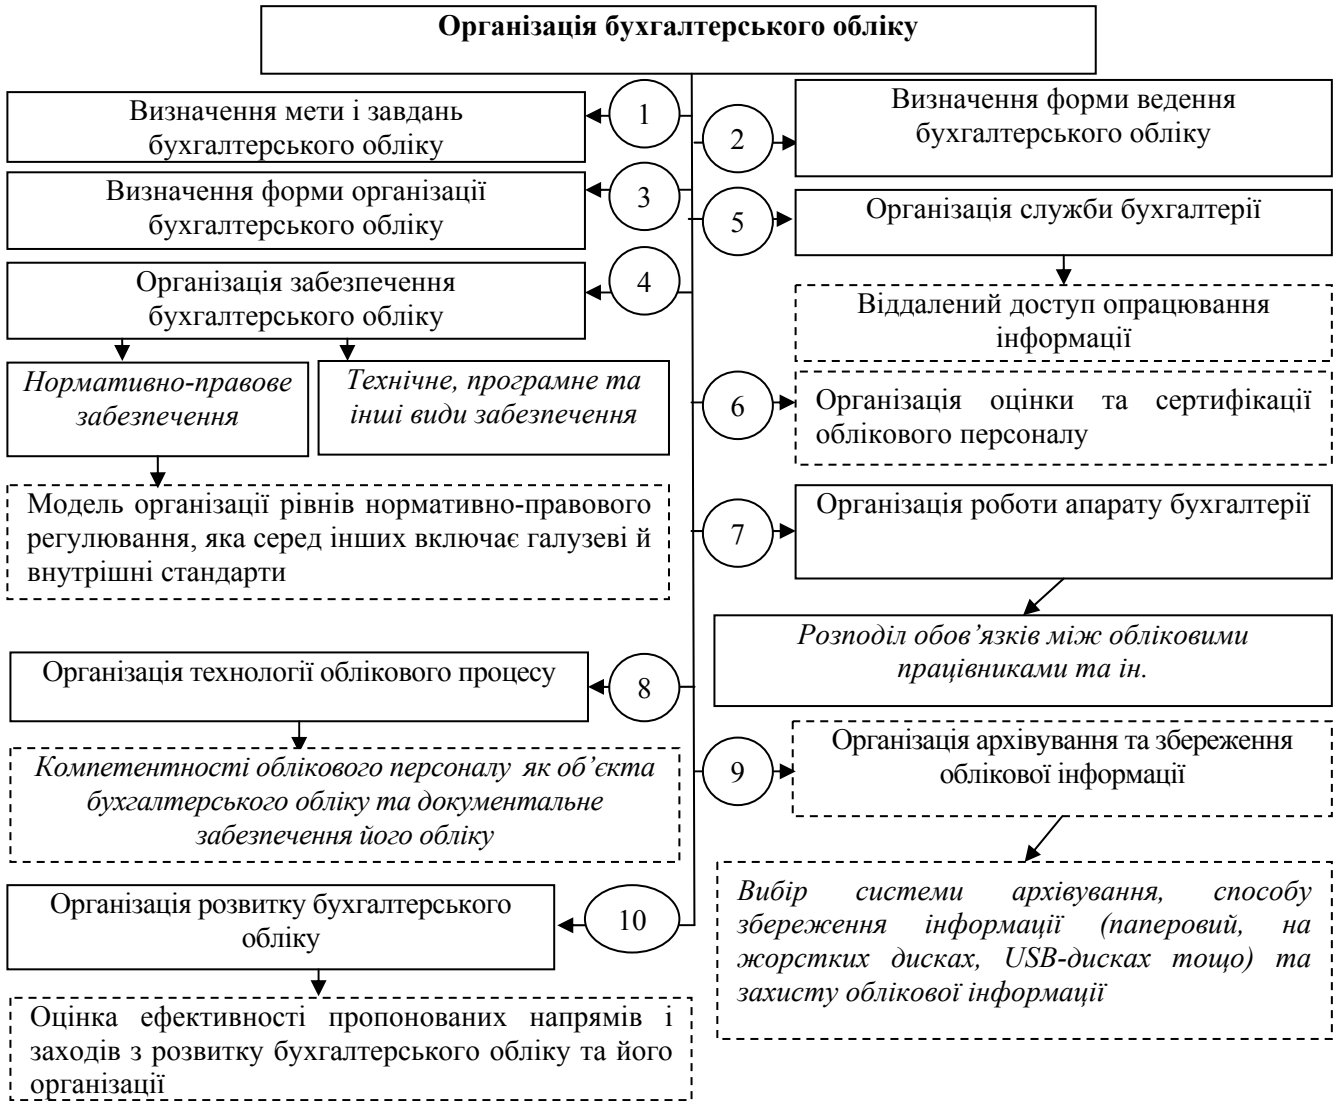 Організація бухгалтерського обліку
1
Визначення мети і завдань
бухгалтерського обліку
2
Визначення форми ведення
бухгалтерського обліку
3
Визначення форми організації
бухгалтерського обліку
4
Організація забезпечення
бухгалтерського обліку
Нормативно-правове
забезпечення
Технічне, програмне та
інші види забезпечення
Модель організації рівнів нормативно-правового
регулювання, яка серед інших включає галузеві й
внутрішні стандарти
5
Організація служби бухгалтерії
Віддалений доступ опрацювання
інформації
6
Організація оцінки та сертифікації
облікового персоналу
7
Організація роботи апарату бухгалтерії
Розподіл обов’язків між обліковими
працівниками та ін.
8
Організація технології облікового процесу
Компетентності облікового персоналу як об’єкта
бухгалтерського обліку та документальне
забезпечення його обліку
9
Організація архівування та збереження
облікової інформації
Вибір системи архівування, способу
збереження інформації (паперовий, на
жорстких дисках, USB-дисках тощо) та
захисту облікової інформації
10
Організація розвитку бухгалтерського
обліку
Оцінка ефективності пропонованих напрямів і
заходів з розвитку бухгалтерського обліку та його
організації